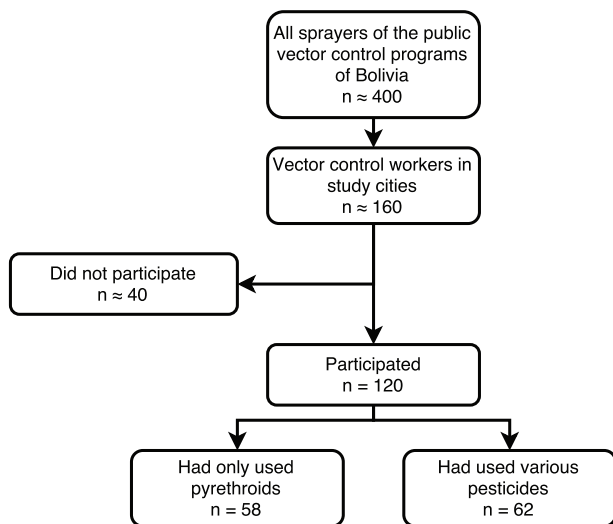 All sprayers of the public
vector control programs
of Bolivia
n ≈ 400
Vector control workers in
study cities
n ≈ 160
Did not participate
n ≈ 40
Participated
n = 120
Had only used
pyrethroids
n = 58
Had used various
pesticides
n = 62